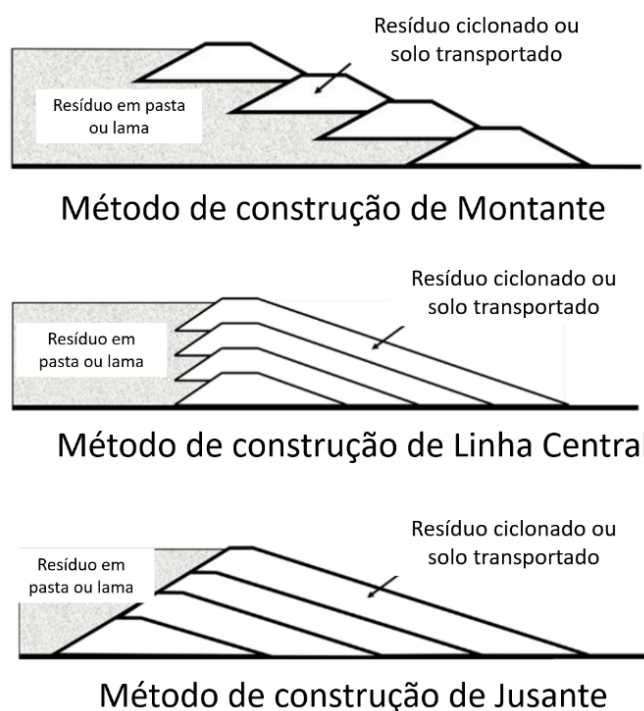 Resíduo ciclonado ou
solo transportado
Resíduo em pasta
ou lama
Método de construção de Montante
Resíduo ciclonado ou
solo transportado
Resíduo em
pasta ou lama
Método de construção de Linha Central
Resíduo ciclonado ou
solo transportado
Resíduo em
pasta ou lama
Método de construção de Jusante